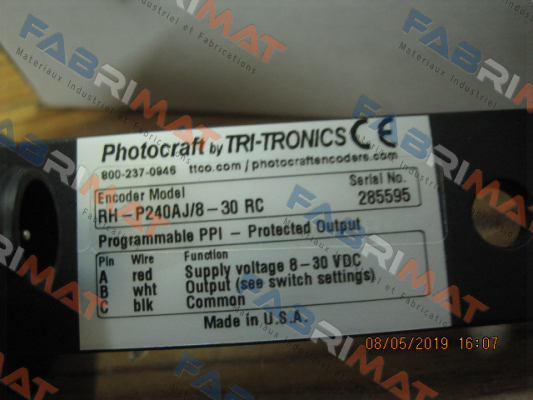 FABRIMAT
Matériaux Industriel et Fabrications
Photocraft by TRI-TRONICS CE
800-237-0946 ttco.com / photocraftencoders.com
Encoder Model Serial No.
RH-P240AJ/8-30 RC 285595
Programmable PPI - Protected Output
Pin Wire Function
A red Supply voltage 8-30 VDC
B wht Output (see switch settings)
C blk Common
Made in U.S.A.
08/05/2019 16:07